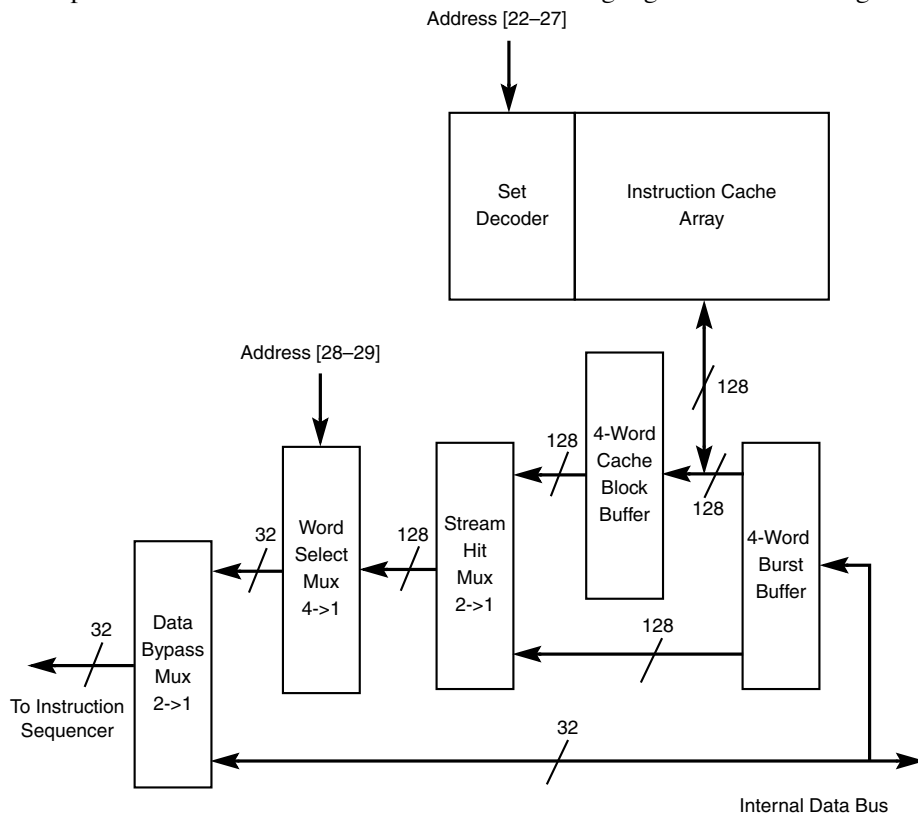 Address [22–27]
Set
Decoder
Instruction Cache
Array
Address [28–29]
128
4-Word
Cache
Block
Buffer
128
128
4-Word
Burst
Buffer
Stream
Hit
Mux
2->1
128
Word
Select
Mux
4->1
32
Data
Bypass
Mux
2->1
32
To Instruction
Sequencer
128
32
Internal Data Bus